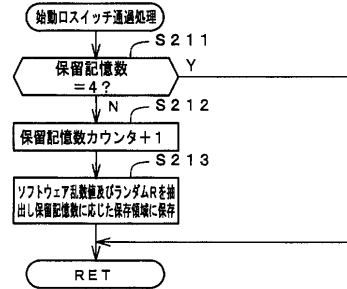 始動口スイッチ通過処理
S211
保留記憶数
=4?
Y
N
S212
保留記憶数カウンタ+1
S213
ソフトウェア乱数値及びランダムRを抽
出し保留記憶数に応じた保存領域に保存
RET